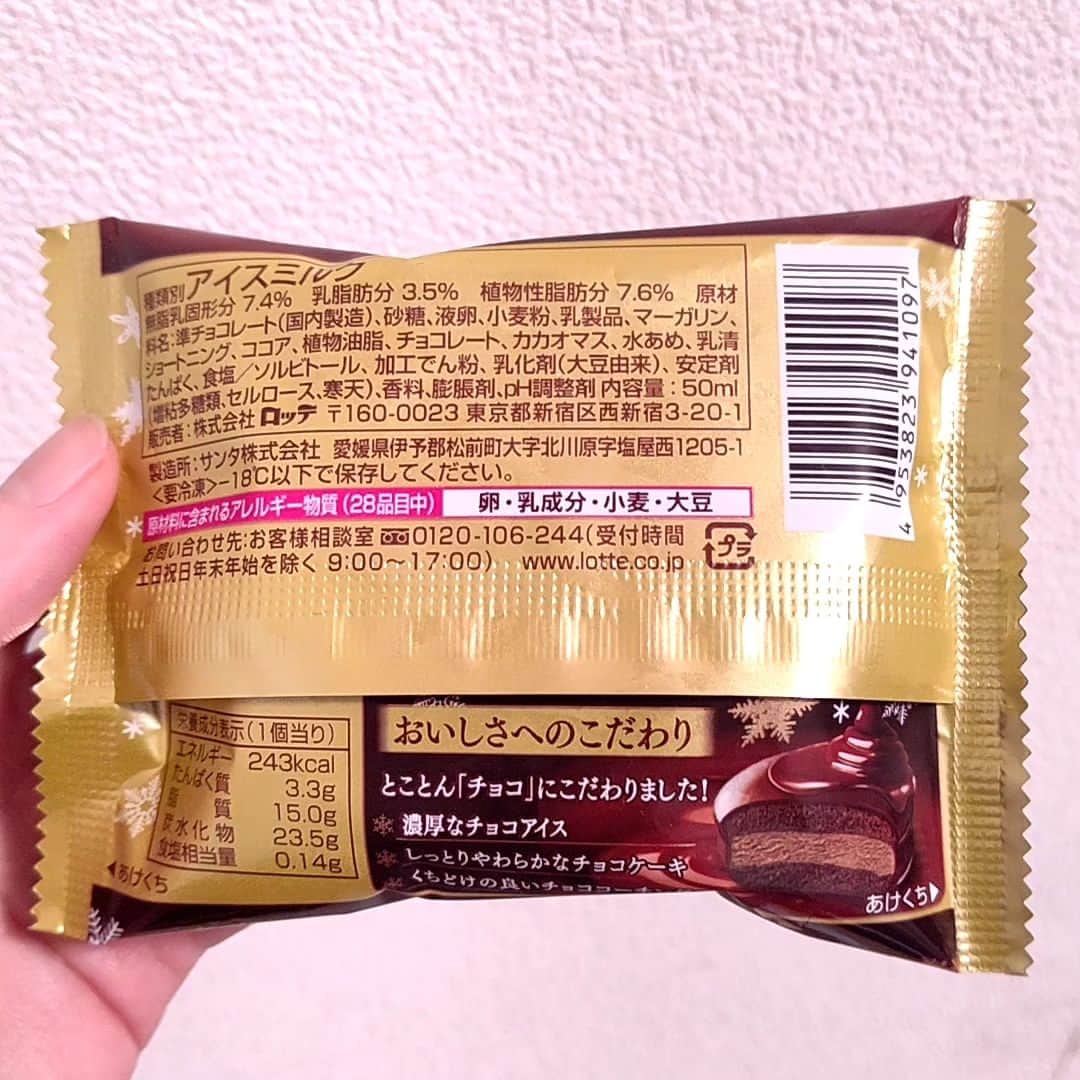 種類別 アイスミルク
無脂乳固形分 7.4% 乳脂肪分 3.5% 植物性脂肪分 7.6% 原材
料名:準チョコレート(国内製造)、砂糖、液卵、小麦粉、乳製品、マーガリン、
ショートニング、ココア、植物油脂、チョコレート、カカオマス、水あめ、乳清
たんぱく、食塩/ソルビトール、加工でん粉、乳化剤(大豆由来)、安定剤
(増粘多糖類、セルロース、寒天)、香料、膨脹剤、pH調整剤 内容量:50ml
販売者:株式会社 ロッテ 〒160-0023 東京都新宿区西新宿3-20-1
製造所:サンタ株式会社 愛媛県伊予郡松前町大字北川原字塩屋西1205-1
<要冷凍>-18℃以下で保存してください。
原材料に含まれるアレルギー物質(28品目中) 卵・乳成分・小麦・大豆
お問い合わせ先:お客様相談室 0120-106-244(受付時間
土日祝日年末年始を除く 9:00〜17:00) www.lotte.co.jp
プラ
4 953823 941097
栄養成分表示(1個当り)
エネルギー 243kcal
たんぱく質 3.3g
脂質 15.0g
炭水化物 23.5g
食塩相当量 0.14g
◀あけくち
おいしさへのこだわり
とことん「チョコ」にこだわりました!
濃厚なチョコアイス
しっとりやわらかなチョコケーキ
くちどけの良いチョココーチ
あけくち▶